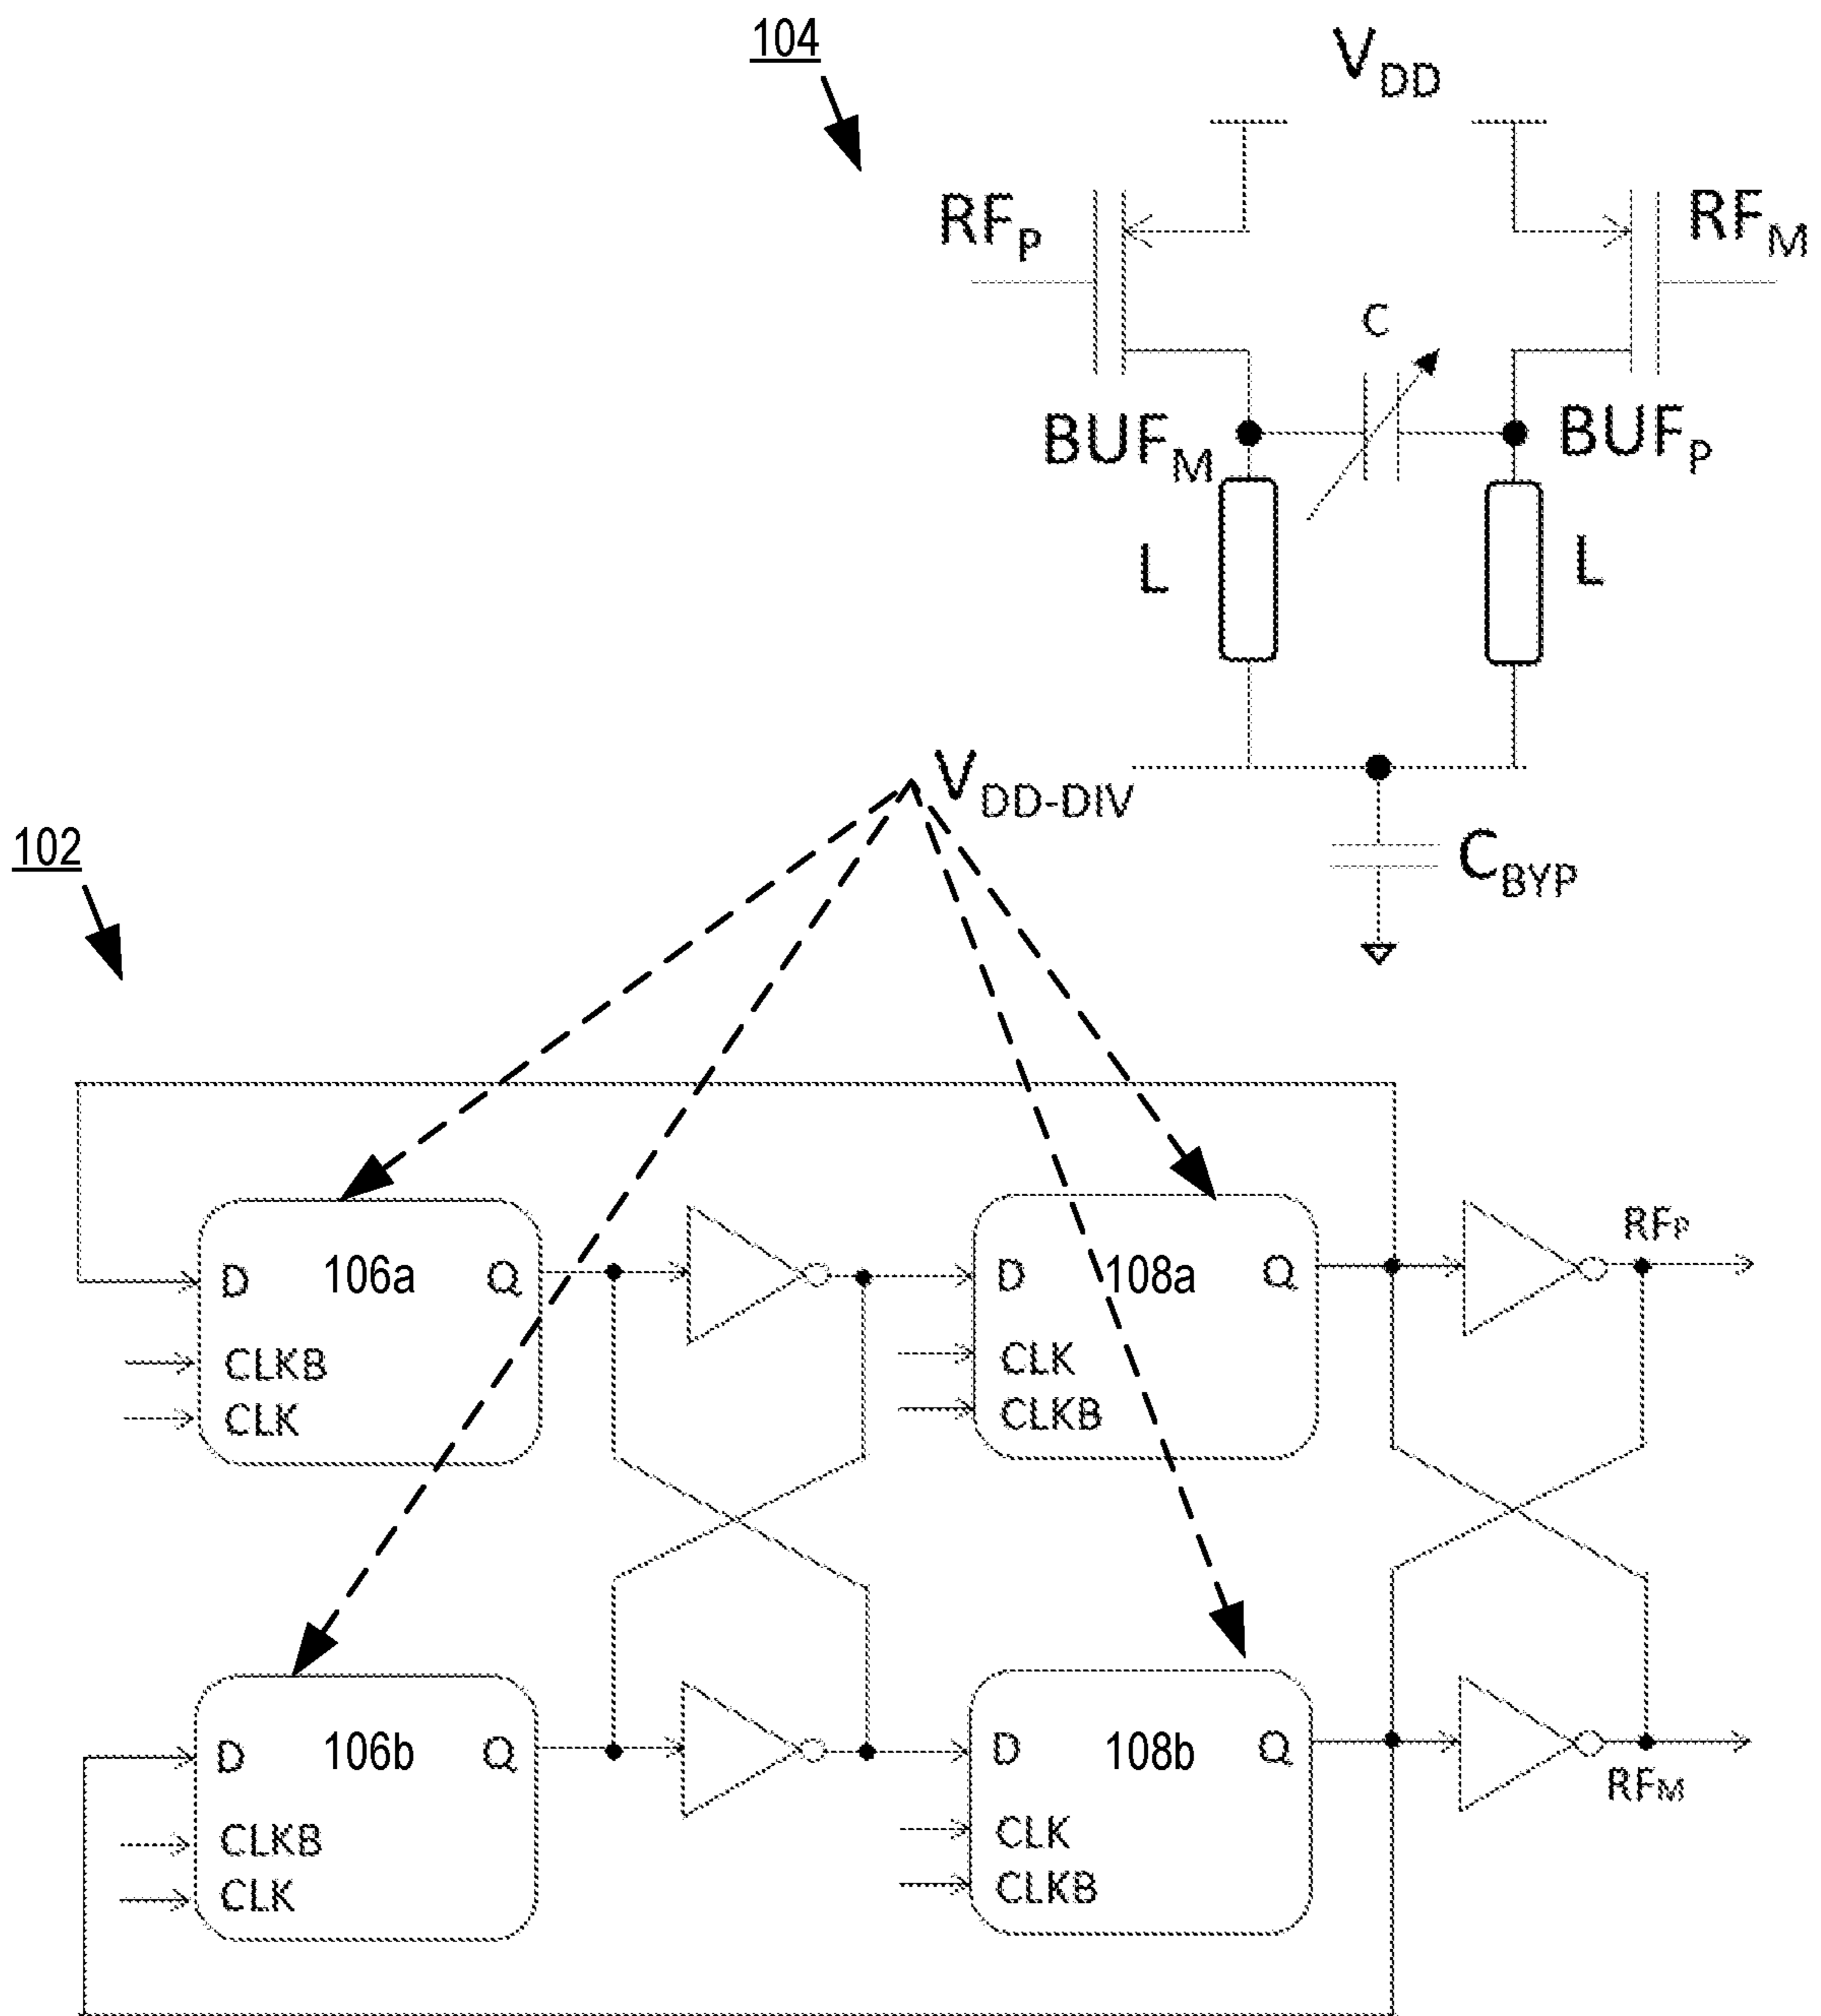 104
VDD
RFP
RFM
C
BUFM
BUFP
L
L
VDD-DIV
CBYP
102
D
106a
Q
CLKB
CLK
D
108a
Q
CLK
CLKB
RFP
D
106b
Q
CLKB
CLK
D
108b
Q
CLK
CLKB
RFM